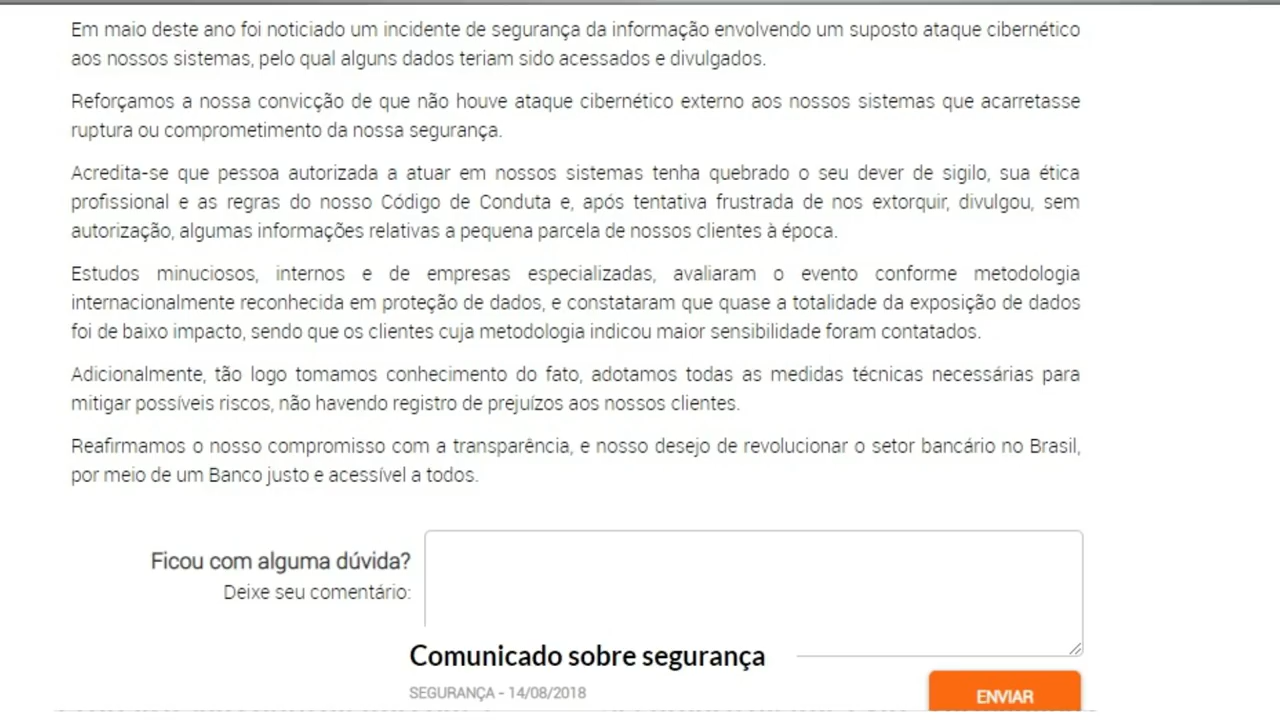 Em maio deste ano foi noticiado um incidente de segurança da informação envolvendo um suposto ataque cibernético
aos nossos sistemas, pelo qual alguns dados teriam sido acessados e divulgados.
Reforçamos a nossa convicção de que não houve ataque cibernético externo aos nossos sistemas que acarretasse
ruptura ou comprometimento da nossa segurança.
Acredita-se que pessoa autorizada a atuar em nossos sistemas tenha quebrado o seu dever de sigilo, sua ética
profissional e as regras do nosso Código de Conduta e, após tentativa frustrada de nos extorquir, divulgou, sem
autorização, algumas informações relativas a pequena parcela de nossos clientes à época.
Estudos minuciosos, internos e de empresas especializadas, avaliaram o evento conforme metodologia
internacionalmente reconhecida em proteção de dados, e constataram que quase a totalidade da exposição de dados
foi de baixo impacto, sendo que os clientes cuja metodologia indicou maior sensibilidade foram contatados.
Adicionalmente, tão logo tomamos conhecimento do fato, adotamos todas as medidas técnicas necessárias para
mitigar possíveis riscos, não havendo registro de prejuízos aos nossos clientes.
Reafirmamos o nosso compromisso com a transparência, e nosso desejo de revolucionar o setor bancário no Brasil,
por meio de um Banco justo e acessível a todos.
Ficou com alguma dúvida?
Deixe seu comentário:
Comunicado sobre segurança
SEGURANÇA - 14/08/2018
ENVIAR